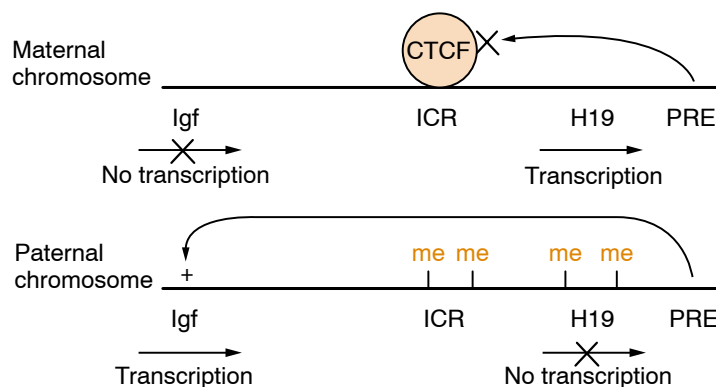 Maternal
chromosome
CTCF
Igf
ICR
H19
PRE
No transcription
Transcription
Paternal
chromosome
+
me me
me me
Igf
ICR
H19
PRE
Transcription
No transcription